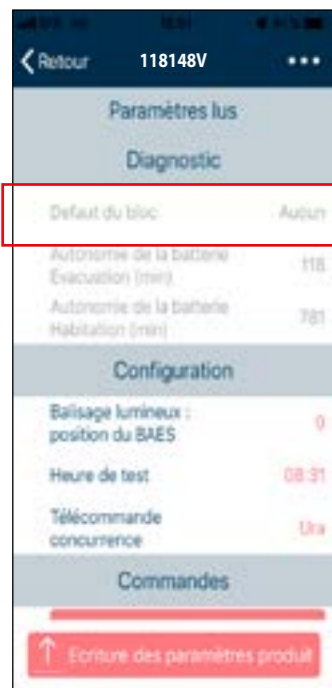 Retour 118148V
Paramètres lus
Diagnostic
Defaut du bloc Aucun
Autonomie de la batterie 118
Evacuation (min)
Autonomie de la batterie 781
Habitation (min)
Configuration
Balisage lumineux : 0
position du BAES
Heure de test 08:31
Télécommande Ura
concurrence
Commandes
Ecriture des paramètres produit